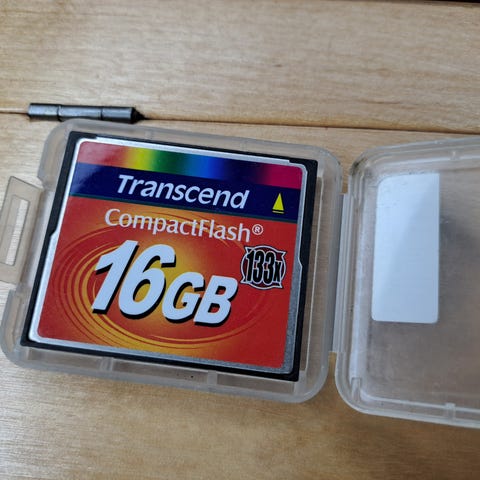 Transcend
CompactFlash®
133x
16GB